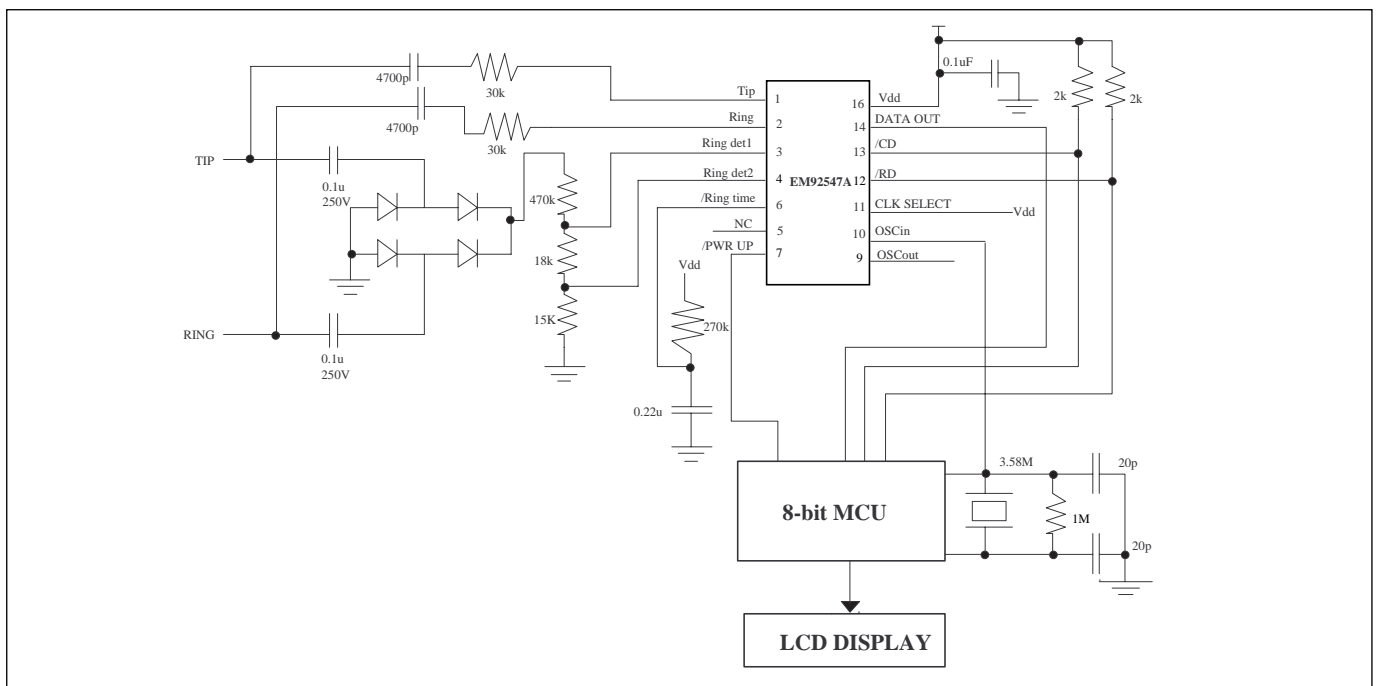 4700p
30k
4700p
30k
TIP
0.1u
250V
RING
0.1u
250V
470k
18k
15K
Tip
Ring
Ring det1
Ring det2
/Ring time
NC
/PWR UP
Vdd
270k
0.22u
1
2
3
4
6
5
7
EM92547A
16
14
13
12
11
10
9
Vdd
DATA OUT
/CD
/RD
CLK SELECT
Vdd
OSCin
OSCout
0.1uF
2k
2k
8-bit MCU
3.58M
1M
20p
20p
LCD DISPLAY